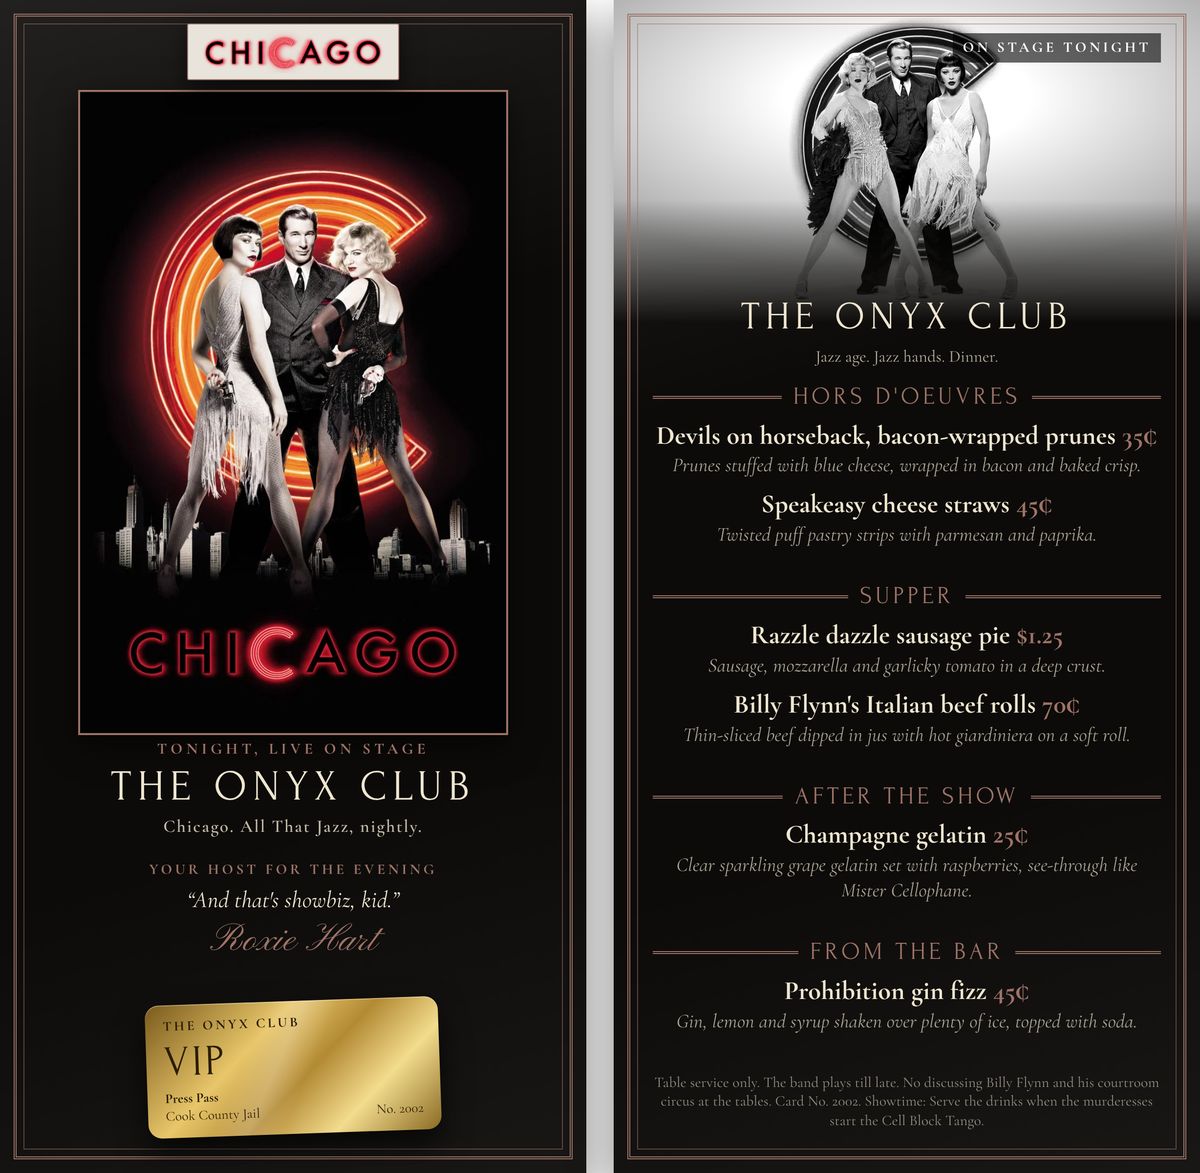 CHICAGO
CHICAGO
TONIGHT, LIVE ON STAGE
THE ONYX CLUB
Chicago. All That Jazz, nightly.
YOUR HOST FOR THE EVENING
“And that's showbiz, kid.”
Roxie Hart
THE ONYX CLUB
VIP
Press Pass
Cook County Jail
No. 2002
ON STAGE TONIGHT
THE ONYX CLUB
Jazz age. Jazz hands. Dinner.
HORS D'OEUVRES
Devils on horseback, bacon-wrapped prunes 35¢
Prunes stuffed with blue cheese, wrapped in bacon and baked crisp.
Speakeasy cheese straws 45¢
Twisted puff pastry strips with parmesan and paprika.
SUPPER
Razzle dazzle sausage pie $1.25
Sausage, mozzarella and garlicky tomato in a deep crust.
Billy Flynn's Italian beef rolls 70¢
Thin-sliced beef dipped in jus with hot giardiniera on a soft roll.
AFTER THE SHOW
Champagne gelatin 25¢
Clear sparkling grape gelatin set with raspberries, see-through like
Mister Cellophane.
FROM THE BAR
Prohibition gin fizz 45¢
Gin, lemon and syrup shaken over plenty of ice, topped with soda.
Table service only. The band plays till late. No discussing Billy Flynn and his courtroom
circus at the tables. Card No. 2002. Showtime: Serve the drinks when the murderesses
start the Cell Block Tango.